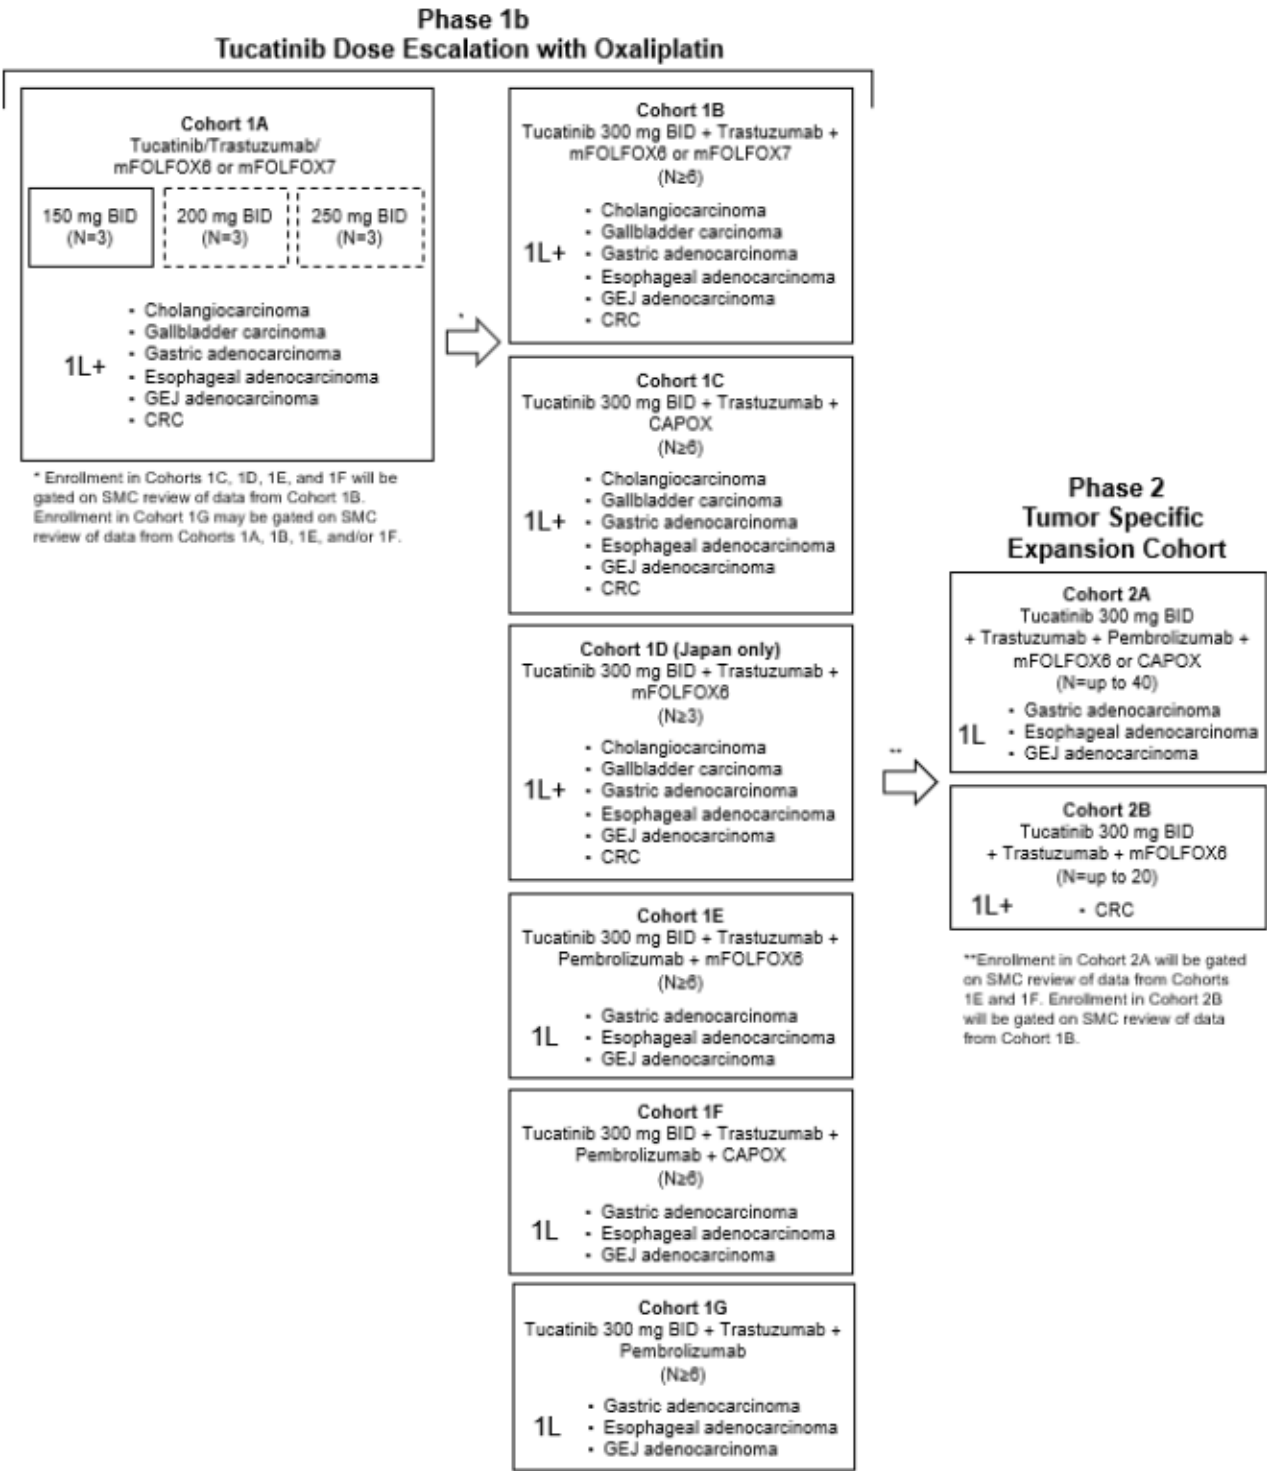 Phase 1b
Tucatinib Dose Escalation with Oxaliplatin
Cohort 1A
Tucatinib/Trastuzumab/
mFOLFOX6 or mFOLFOX7
150 mg BID
(N=3)
200 mg BID
(N=3)
250 mg BID
(N=3)
1L+
• Cholangiocarcinoma
• Gallbladder carcinoma
• Gastric adenocarcinoma
• Esophageal adenocarcinoma
• GEJ adenocarcinoma
• CRC
* Enrollment in Cohorts 1C, 1D, 1E, and 1F will be
gated on SMC review of data from Cohort 1B.
Enrollment in Cohort 1G may be gated on SMC
review of data from Cohorts 1A, 1B, 1E, and/or 1F.
*
Cohort 1B
Tucatinib 300 mg BID + Trastuzumab +
mFOLFOX6 or mFOLFOX7
(N≥6)
1L+
• Cholangiocarcinoma
• Gallbladder carcinoma
• Gastric adenocarcinoma
• Esophageal adenocarcinoma
• GEJ adenocarcinoma
• CRC
Cohort 1C
Tucatinib 300 mg BID + Trastuzumab +
CAPOX
(N≥6)
1L+
• Cholangiocarcinoma
• Gallbladder carcinoma
• Gastric adenocarcinoma
• Esophageal adenocarcinoma
• GEJ adenocarcinoma
• CRC
Cohort 1D (Japan only)
Tucatinib 300 mg BID + Trastuzumab +
mFOLFOX6
(N≥3)
1L+
• Cholangiocarcinoma
• Gallbladder carcinoma
• Gastric adenocarcinoma
• Esophageal adenocarcinoma
• GEJ adenocarcinoma
• CRC
Cohort 1E
Tucatinib 300 mg BID + Trastuzumab +
Pembrolizumab + mFOLFOX6
(N≥6)
1L
• Gastric adenocarcinoma
• Esophageal adenocarcinoma
• GEJ adenocarcinoma
Cohort 1F
Tucatinib 300 mg BID + Trastuzumab +
Pembrolizumab + CAPOX
(N≥6)
1L
• Gastric adenocarcinoma
• Esophageal adenocarcinoma
• GEJ adenocarcinoma
Cohort 1G
Tucatinib 300 mg BID + Trastuzumab +
Pembrolizumab
(N≥6)
1L
• Gastric adenocarcinoma
• Esophageal adenocarcinoma
• GEJ adenocarcinoma
**
Phase 2
Tumor Specific
Expansion Cohort
Cohort 2A
Tucatinib 300 mg BID
+ Trastuzumab + Pembrolizumab +
mFOLFOX6 or CAPOX
(N=up to 40)
1L
• Gastric adenocarcinoma
• Esophageal adenocarcinoma
• GEJ adenocarcinoma
Cohort 2B
Tucatinib 300 mg BID
+ Trastuzumab + mFOLFOX6
(N=up to 20)
1L+
• CRC
**Enrollment in Cohort 2A will be gated
on SMC review of data from Cohorts
1E and 1F. Enrollment in Cohort 2B
will be gated on SMC review of data
from Cohort 1B.